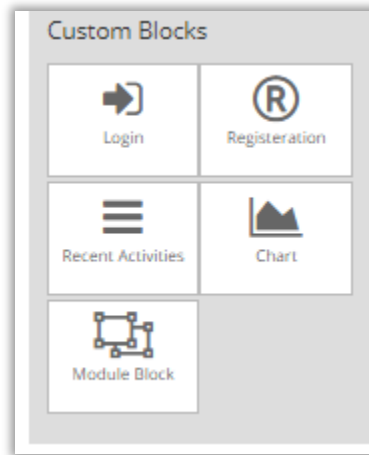 Custom Blocks
Login
Registeration
Recent Activities
Chart
Module Block